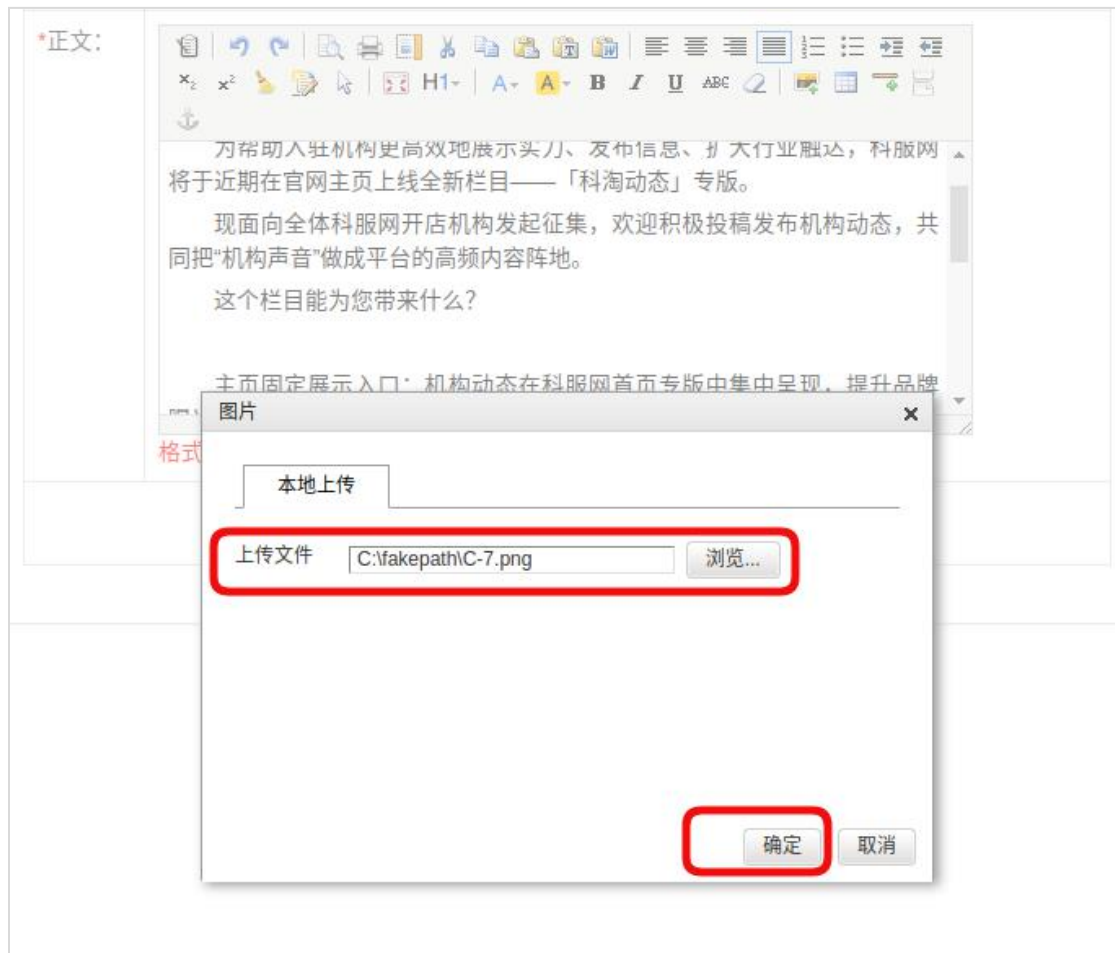 *正文：
H1
A
A
B I U ABC
为帮助入驻机构更高效地展示实力、发布信息、扩大行业触达，科服网
将于近期在官网主页上线全新栏目——「科淘动态」专版。
现面向全体科服网开店机构发起征集，欢迎积极投稿发布机构动态，共
同把“机构声音”做成平台的高频内容阵地。
这个栏目能为您带来什么？
主页固定展示入口：机构动态在科服网首页专版中集中呈现，提升品牌
图片
格式
本地上传
上传文件
C:\fakepath\C-7.png
浏览...
确定
取消